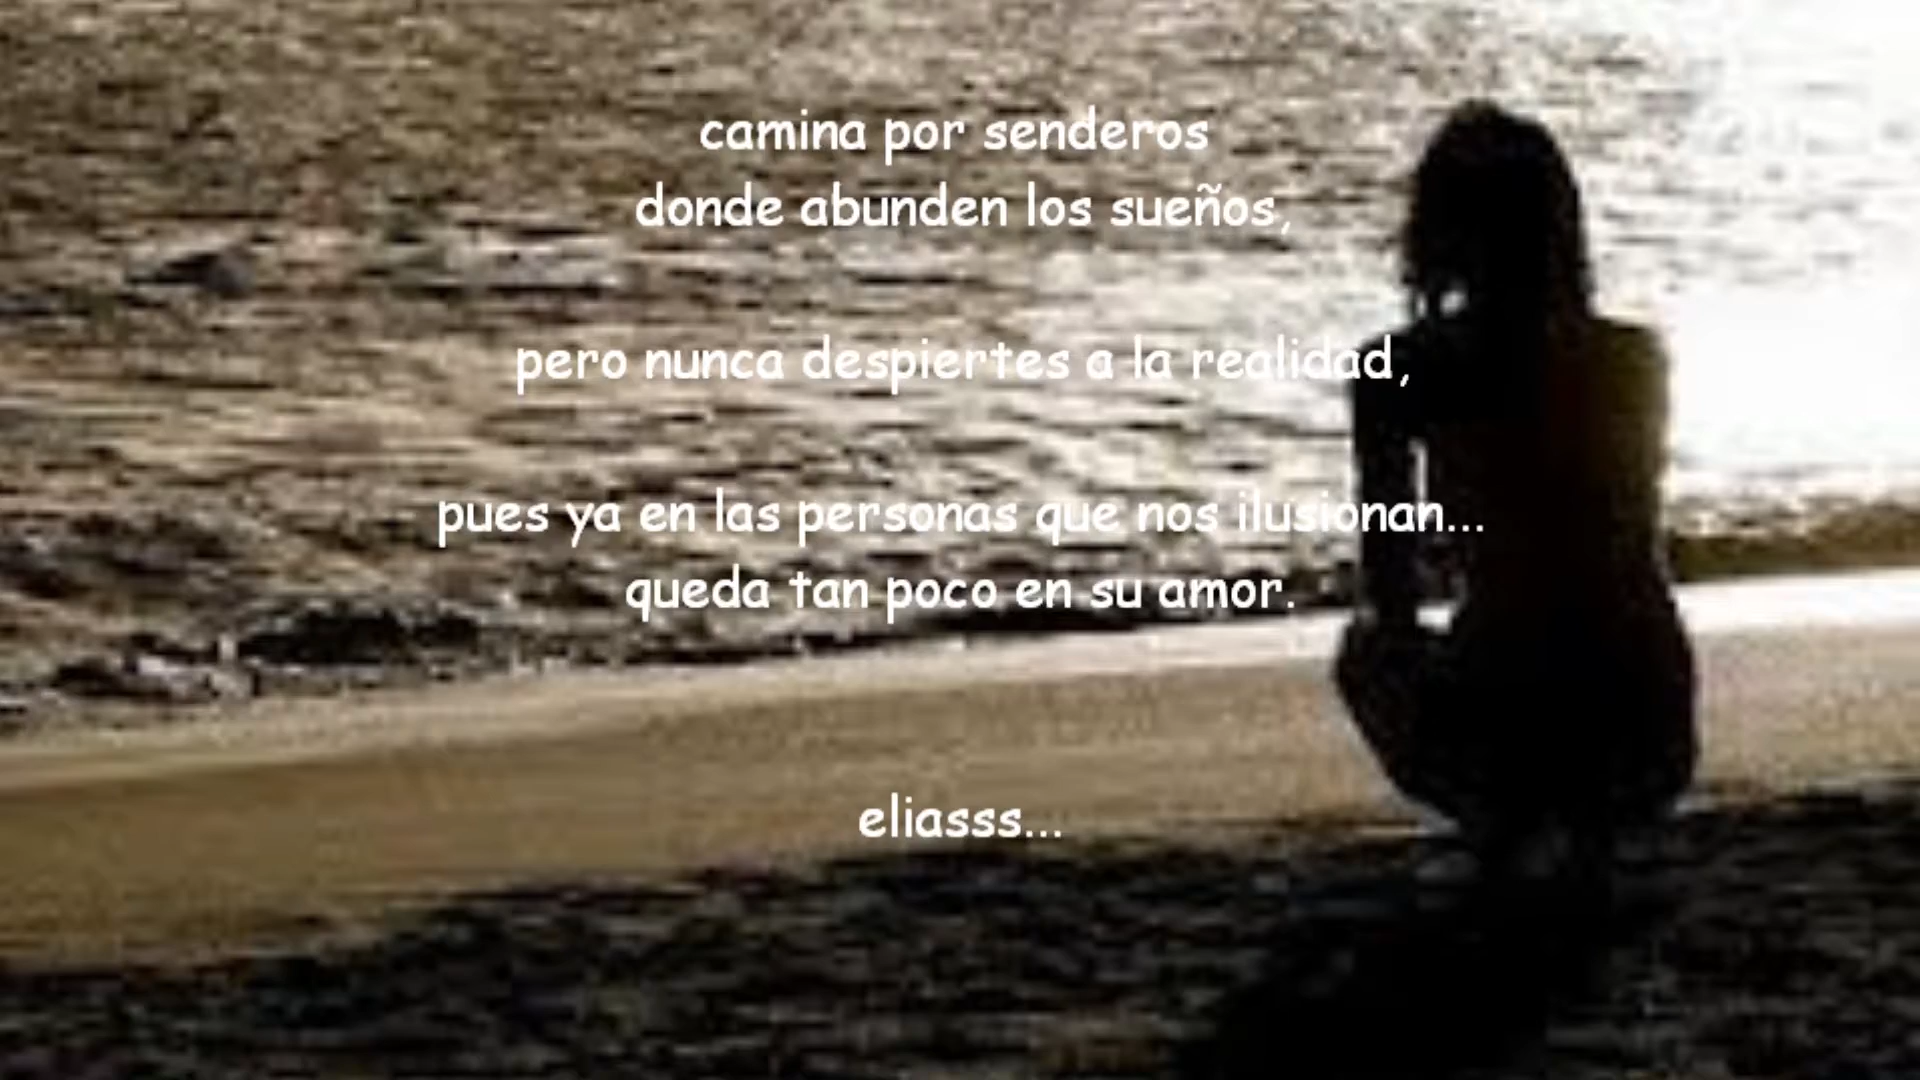 camina por senderos
donde abunden los sueños,
pero nunca despiertes a la realidad,
pues ya en las personas que nos ilusionan...
queda tan poco en su amor.
eliasss...